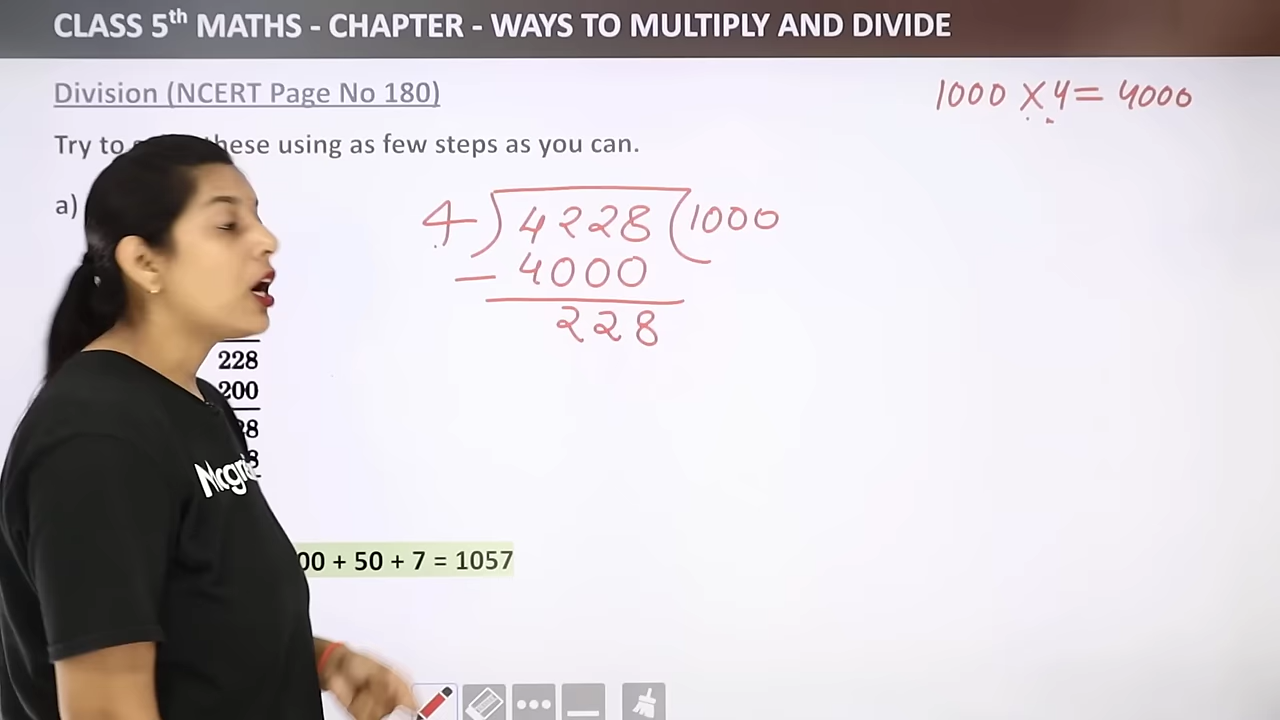 CLASS 5th MATHS - CHAPTER - WAYS TO MULTIPLY AND DIVIDE
Division (NCERT Page No 180)
1000 X 4 = 4000
Try to these using as few steps as you can.
a)
4 ) 4228 ( 1000
- 4000
228
228
200
00 + 50 + 7 = 1057